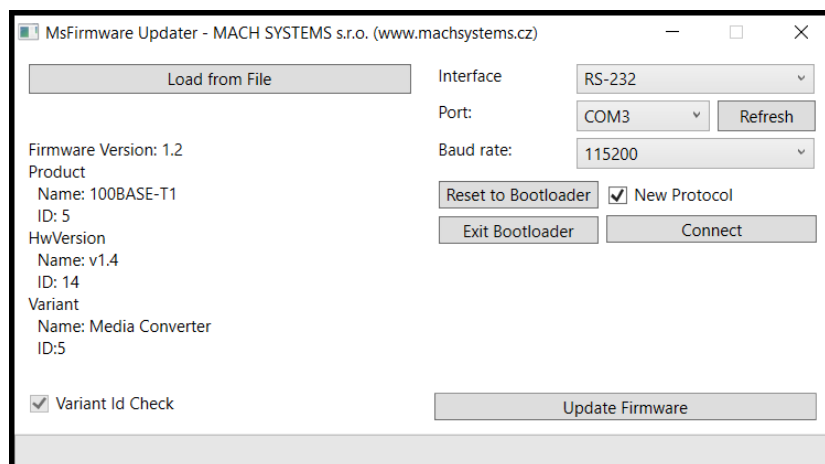 MsFirmware Updater - MACH SYSTEMS s.r.o. (www.machsystems.cz)
Load from File
Interface
RS-232
Port:
COM3
Refresh
Firmware Version: 1.2
Baud rate:
115200
Product
Name: 100BASE-T1
ID: 5
Reset to Bootloader
New Protocol
HwVersion
Name: v1.4
ID: 14
Exit Bootloader
Connect
Variant
Name: Media Converter
ID:5
Variant Id Check
Update Firmware